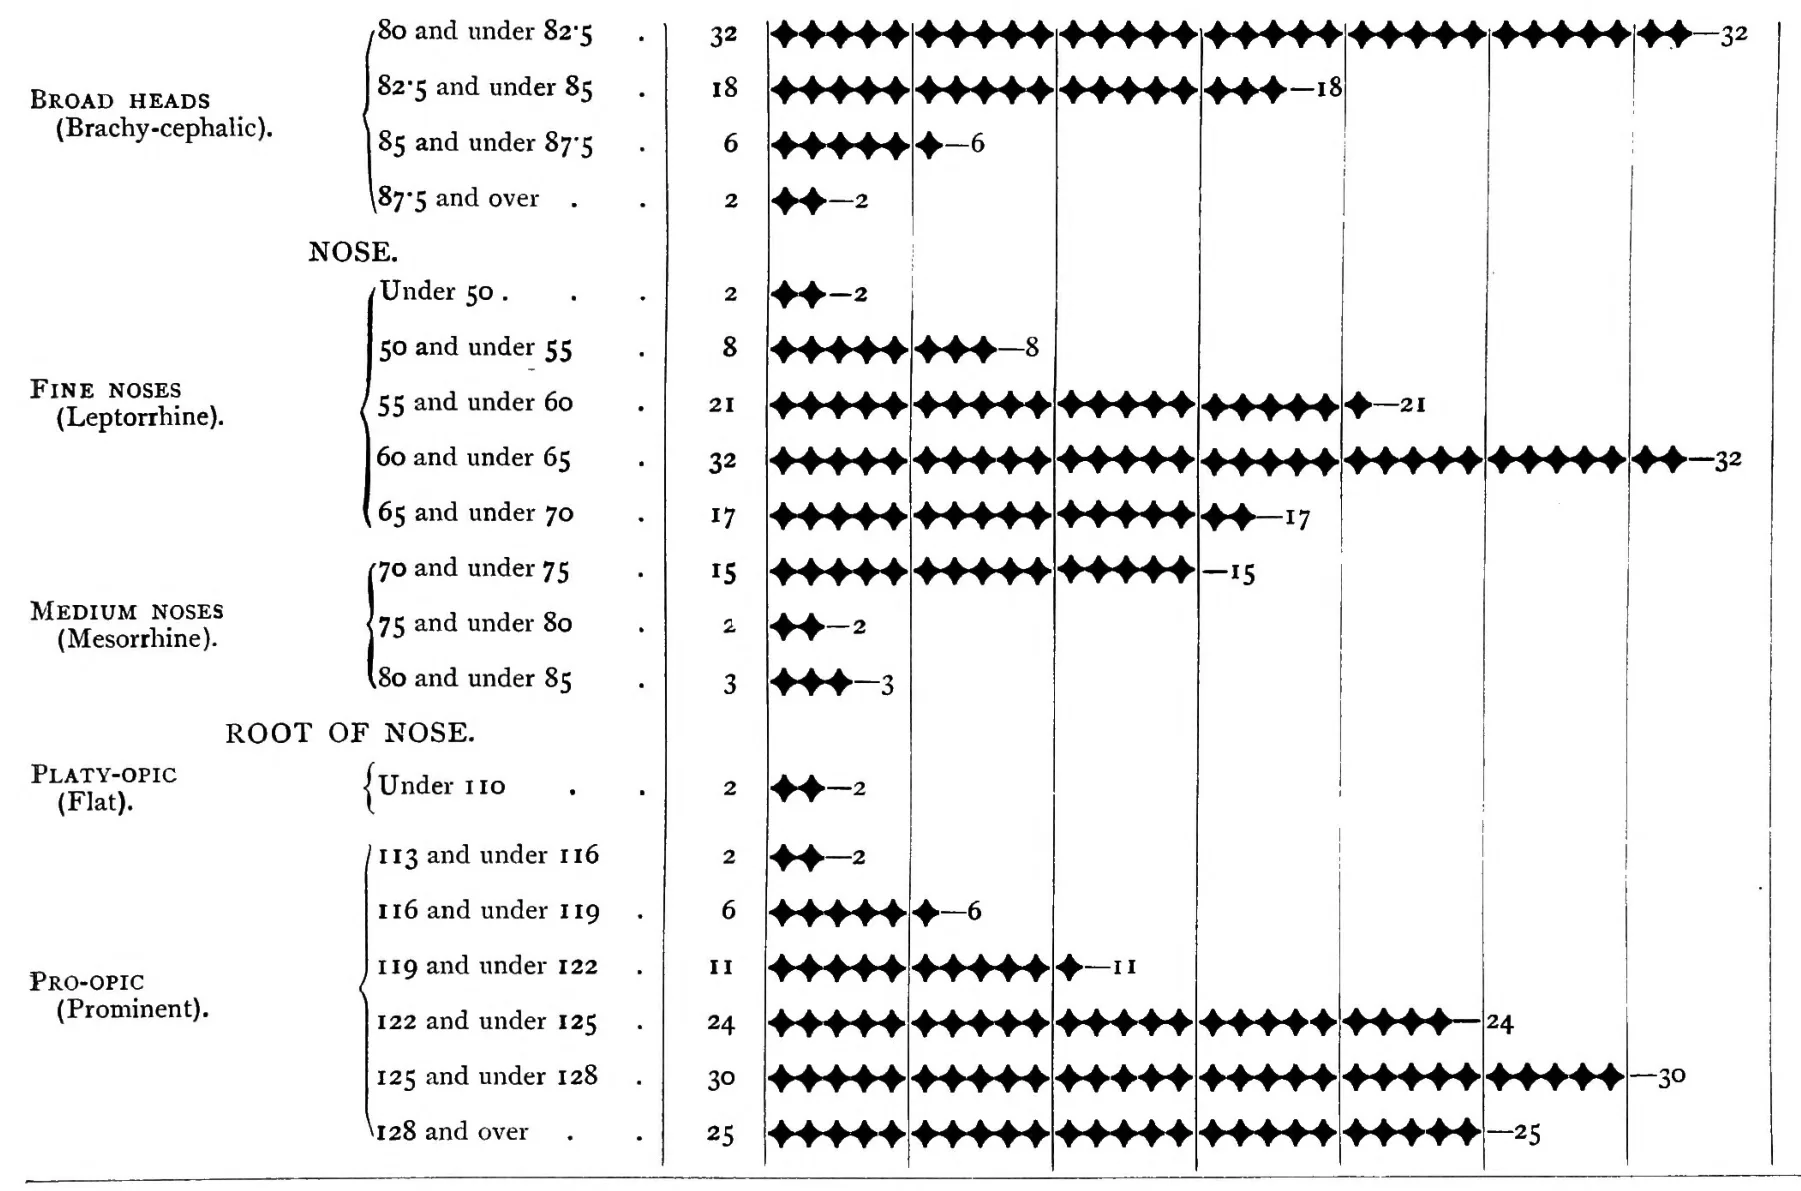 80 and under 82·5 . 32 —32
BROAD HEADS
(Brachy-cephalic).
82·5 and under 85 . 18 —18
85 and under 87·5 . 6 —6
87·5 and over . . 2 —2
NOSE.
Under 50 . . . 2 —2
50 and under 55 . 8 —8
FINE NOSES
(Leptorrhine).
55 and under 60 . 21 —21
60 and under 65 . 32 —32
65 and under 70 . 17 —17
70 and under 75 . 15 —15
MEDIUM NOSES
(Mesorrhine).
75 and under 80 . 2 —2
80 and under 85 . 3 —3
ROOT OF NOSE.
PLATY-OPIC
(Flat).
Under 110 . . 2 —2
113 and under 116 2 —2
116 and under 119 . 6 —6
119 and under 122 . 11 —11
PRO-OPIC
(Prominent).
122 and under 125 . 24 —24
125 and under 128 . 30 —30
128 and over . . 25 —25